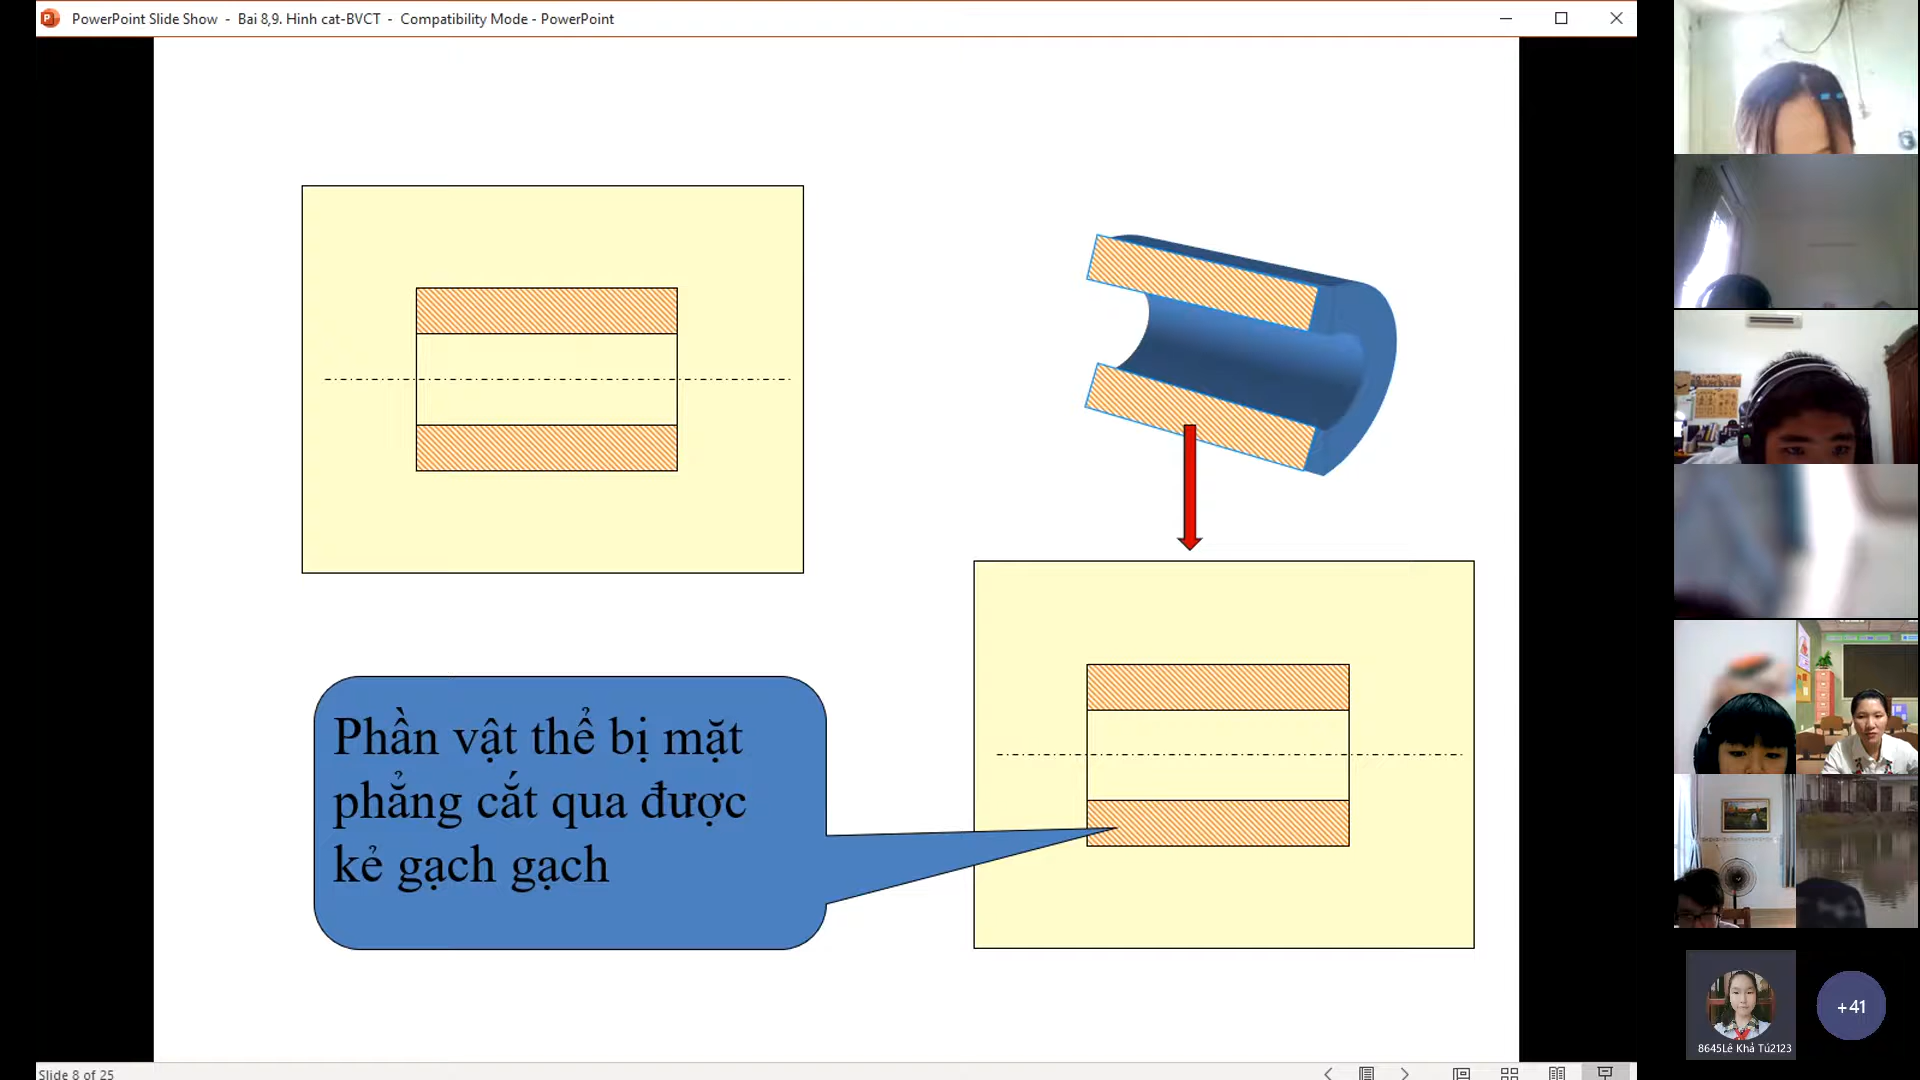 PowerPoint Slide Show - Bai 8,9. Hinh cat-BVCT - Compatibility Mode - PowerPoint
Phần vật thể bị mặt
phẳng cắt qua được
kẻ gạch gạch
+41
8645Lê Khả Tú2123
Slide 8 of 25